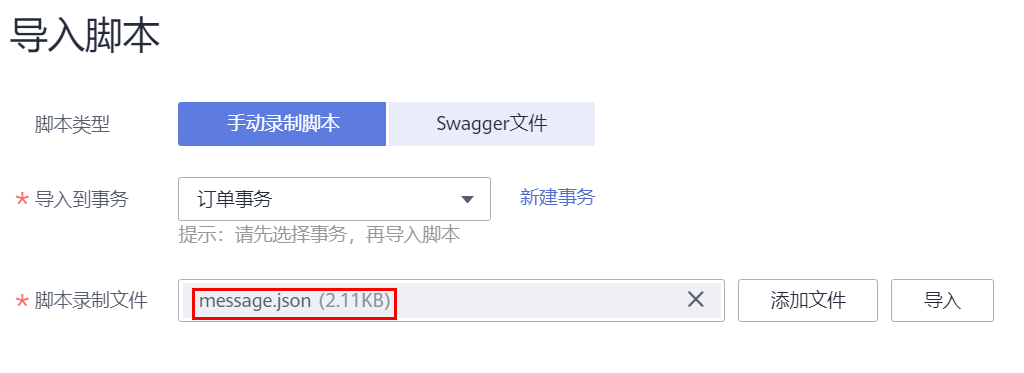 导入脚本
脚本类型 手动录制脚本 Swagger文件
* 导入到事务 订单事务 新建事务
提示：请先选择事务，再导入脚本
* 脚本录制文件 message.json (2.11KB) × 添加文件 导入